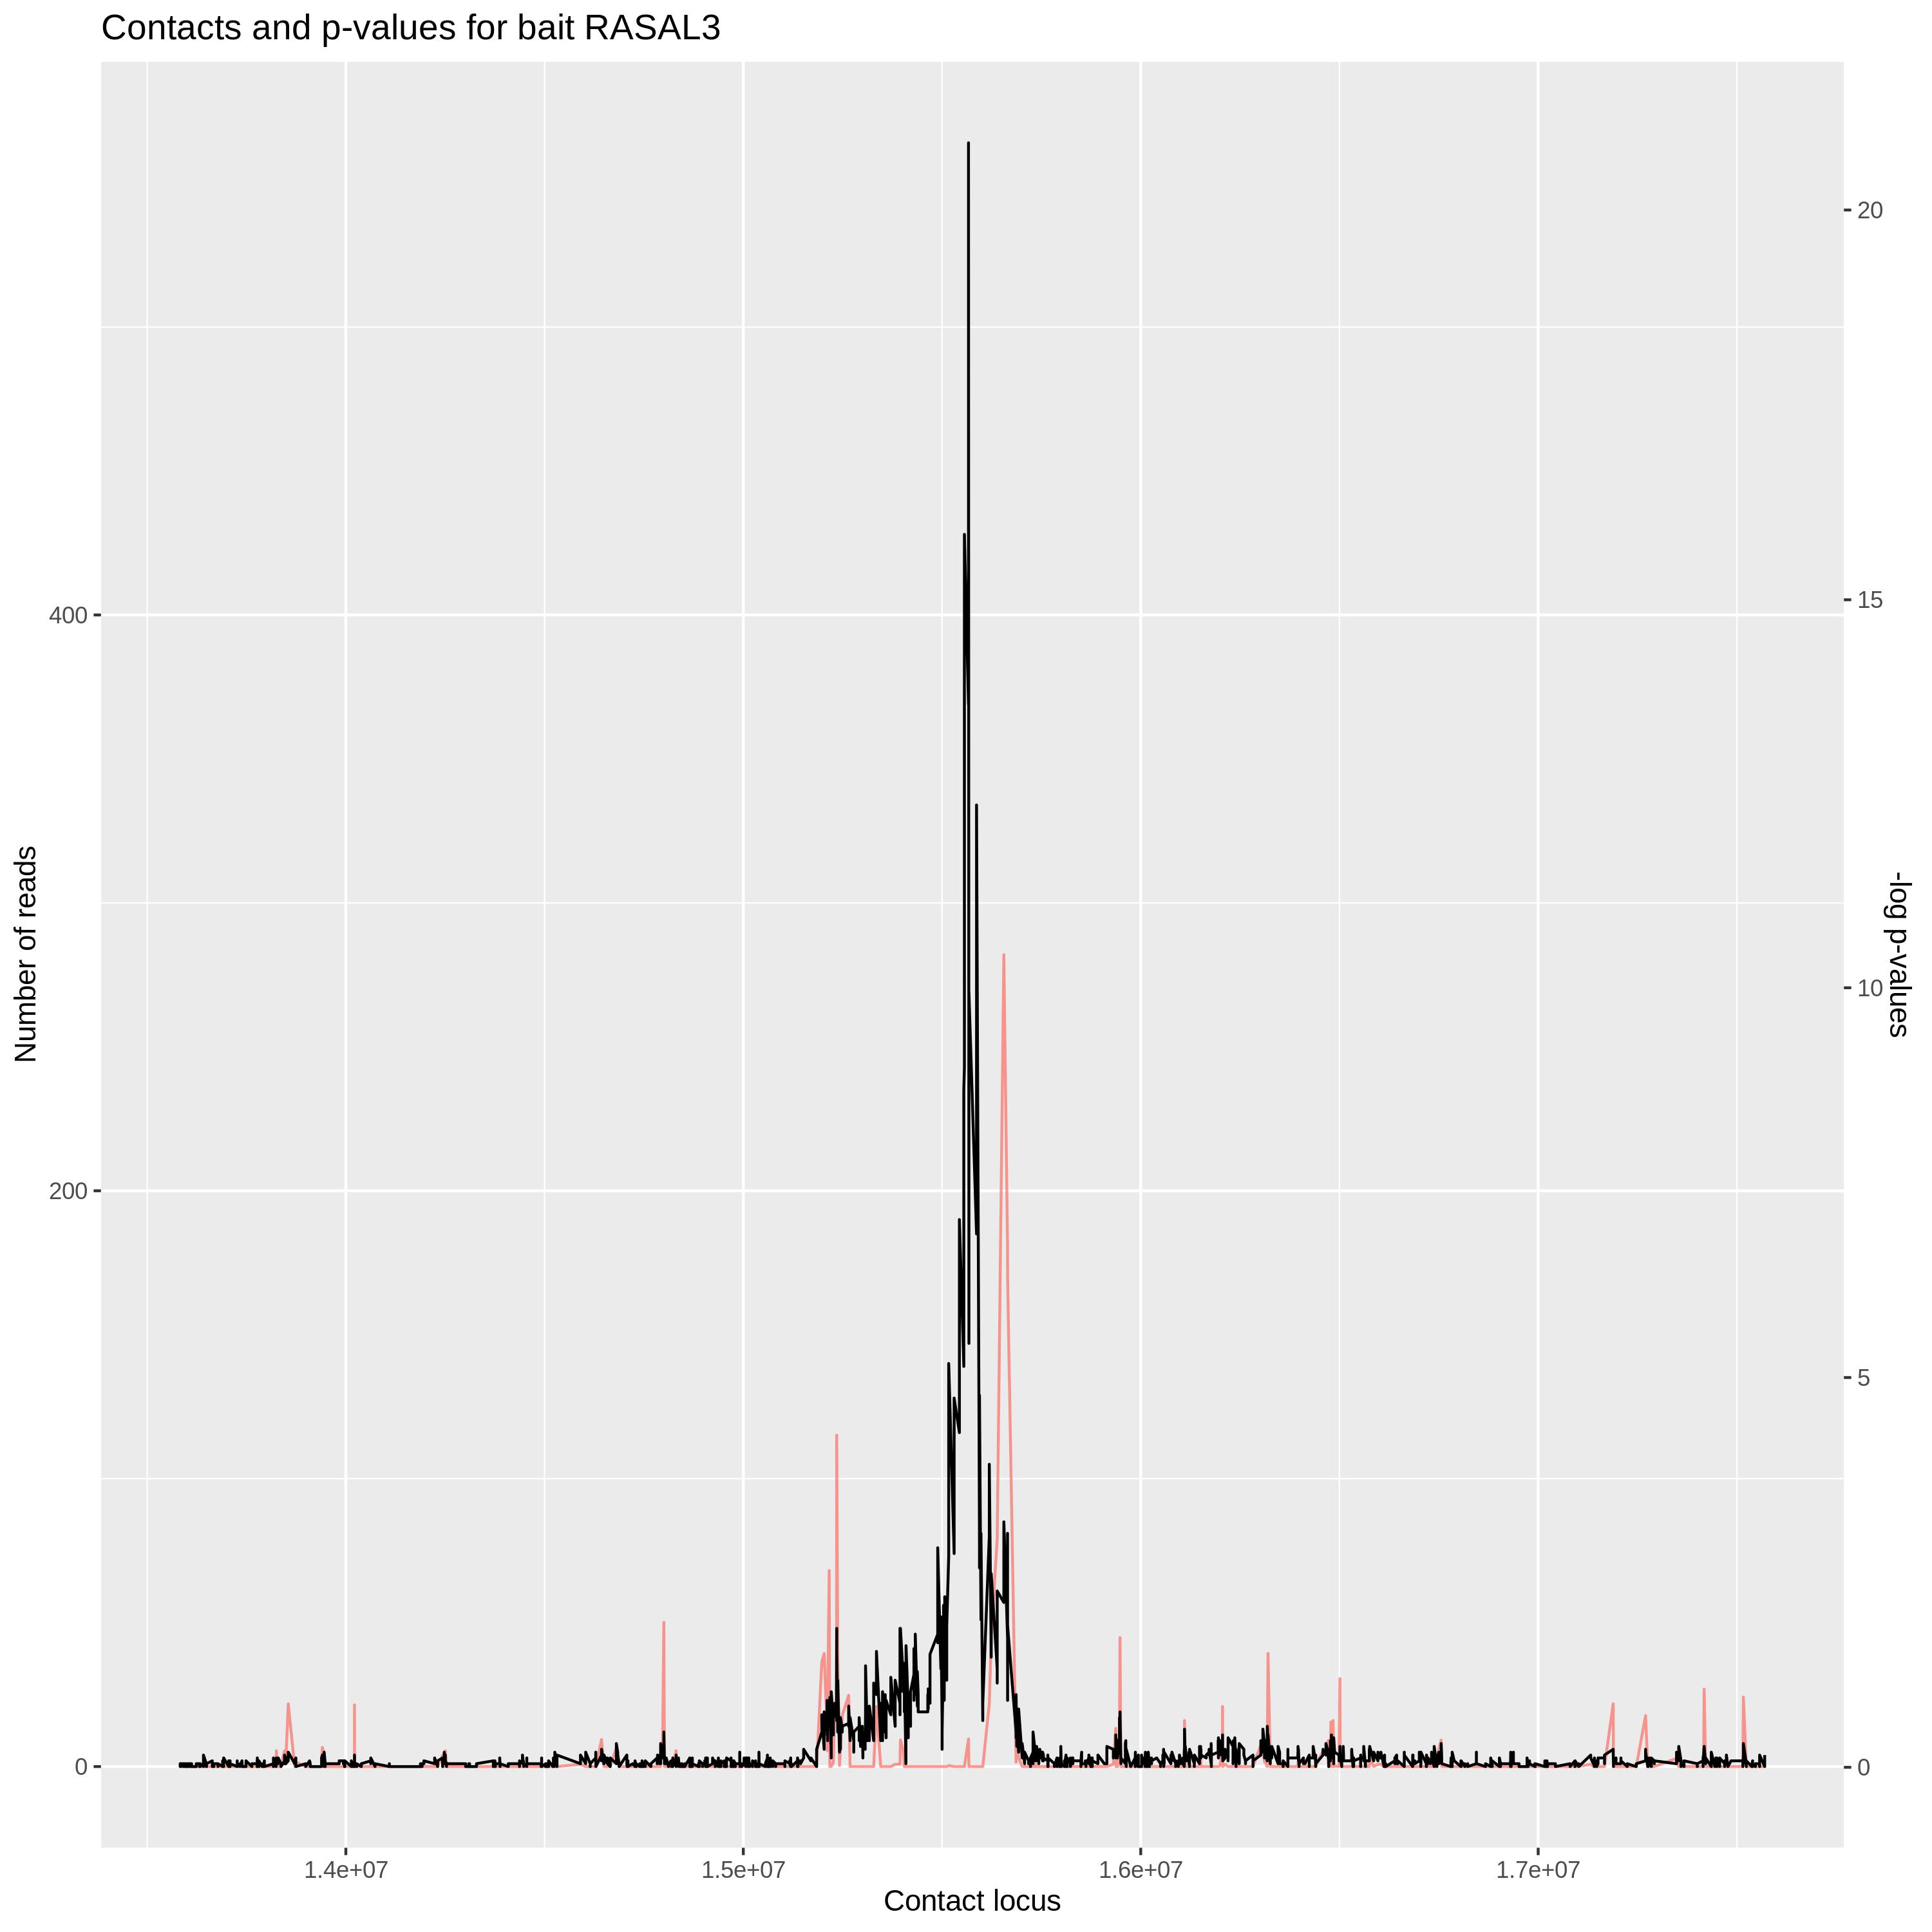 Contacts and p-values for bait RASAL3
Number of reads
400
200
0
20
15
10
5
0
-log p-values
1.4e+07
1.5e+07
1.6e+07
1.7e+07
Contact locus